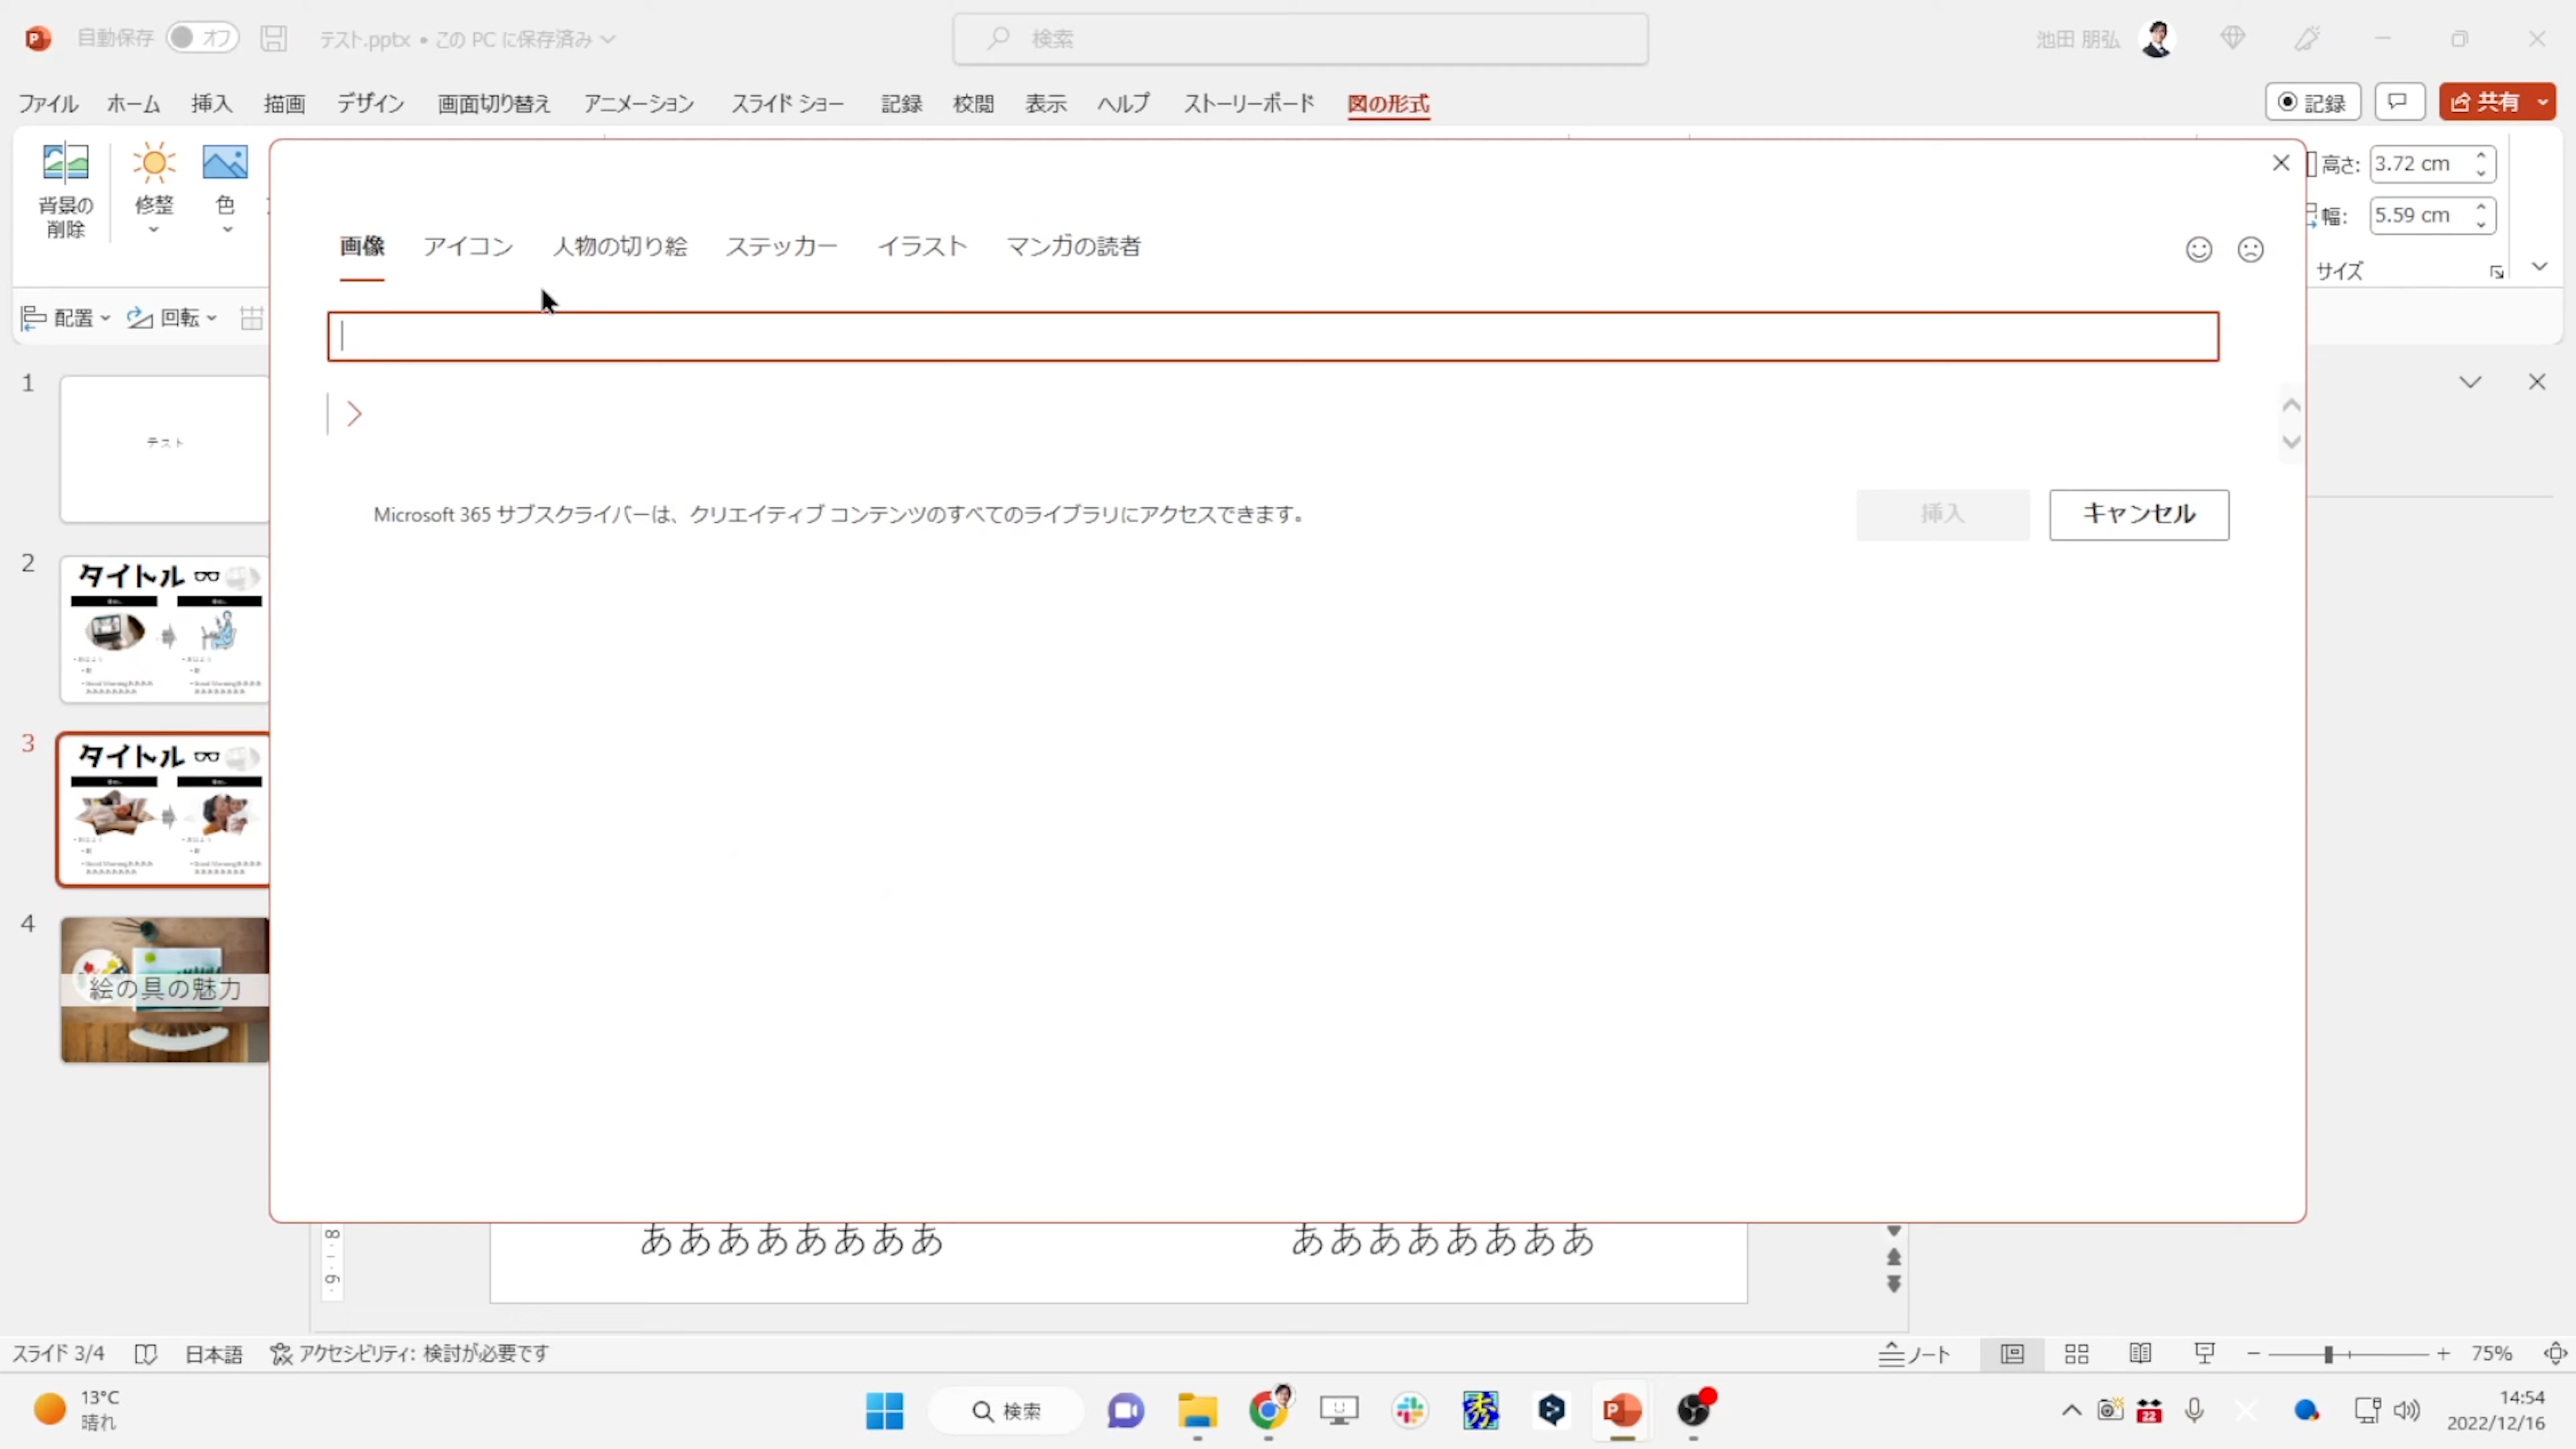 自動保存 オフ テスト.pptx • この PC に保存済み 検索 池田 朋弘
ファイル ホーム 挿入 描画 デザイン 画面切り替え アニメーション スライド ショー 記録 校閲 表示 ヘルプ ストーリーボード 図の形式 記録 共有
背景の
削除
修整
色
高さ: 3.72 cm
幅: 5.59 cm
サイズ
配置 回転
画像 アイコン 人物の切り絵 ステッカー イラスト マンガの読者
Microsoft 365 サブスクライバーは、クリエイティブ コンテンツのすべてのライブラリにアクセスできます。
挿入 キャンセル
1
テスト
2
タイトル
3
タイトル
4
絵の具の魅力
ああああああああ ああああああああ
8
6
スライド 3/4 日本語 アクセシビリティ: 検討が必要です ノート 75%
13°C
晴れ
検索
22
14:54
2022/12/16